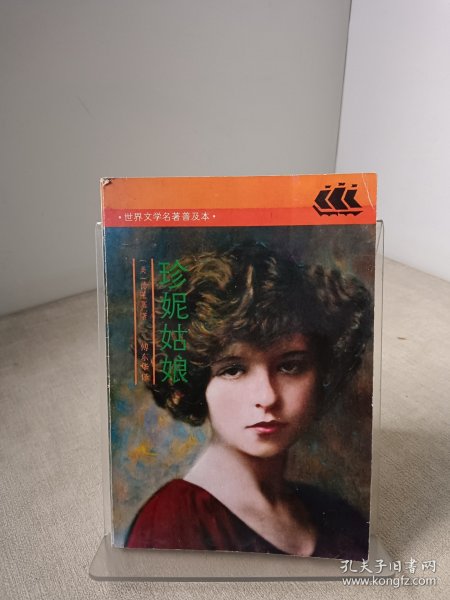 ·世界文学名著普及本·
珍妮姑娘
(美)德莱塞 著
傅东华 译
孔夫子旧书网
www.kongfz.com